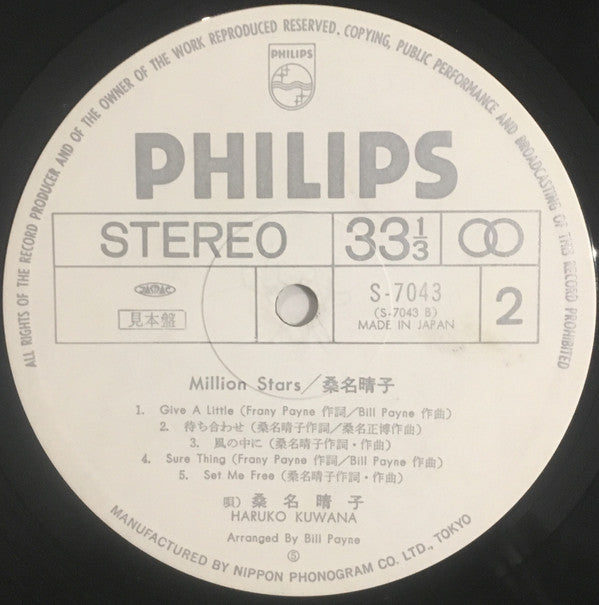 ALL RIGHTS OF THE RECORD PRODUCER AND OF THE OWNER OF THE WORK REPRODUCED RESERVED. COPYING, PUBLIC PERFORMANCE AND BROADCASTING OF THIS RECORD PROHIBITED
PHILIPS
PHILIPS
STEREO 33 1/3
JASRAC S-7043
(S-7043 B)
見本盤 MADE IN JAPAN 2
Million Stars/桑名晴子
1. Give A Little (Frany Payne 作詞/Bill Payne 作曲)
2. 待ち合わせ (桑名晴子作詞/桑名正博作曲)
3. 風の中に (桑名晴子作詞・作曲)
4. Sure Thing (Frany Payne 作詞/Bill Payne 作曲)
5. Set Me Free (桑名晴子作詞・作曲)
唄) 桑名晴子
HARUKO KUWANA
Arranged By Bill Payne
Ⓢ
MANUFACTURED BY NIPPON PHONOGRAM CO. LTD., TOKYO